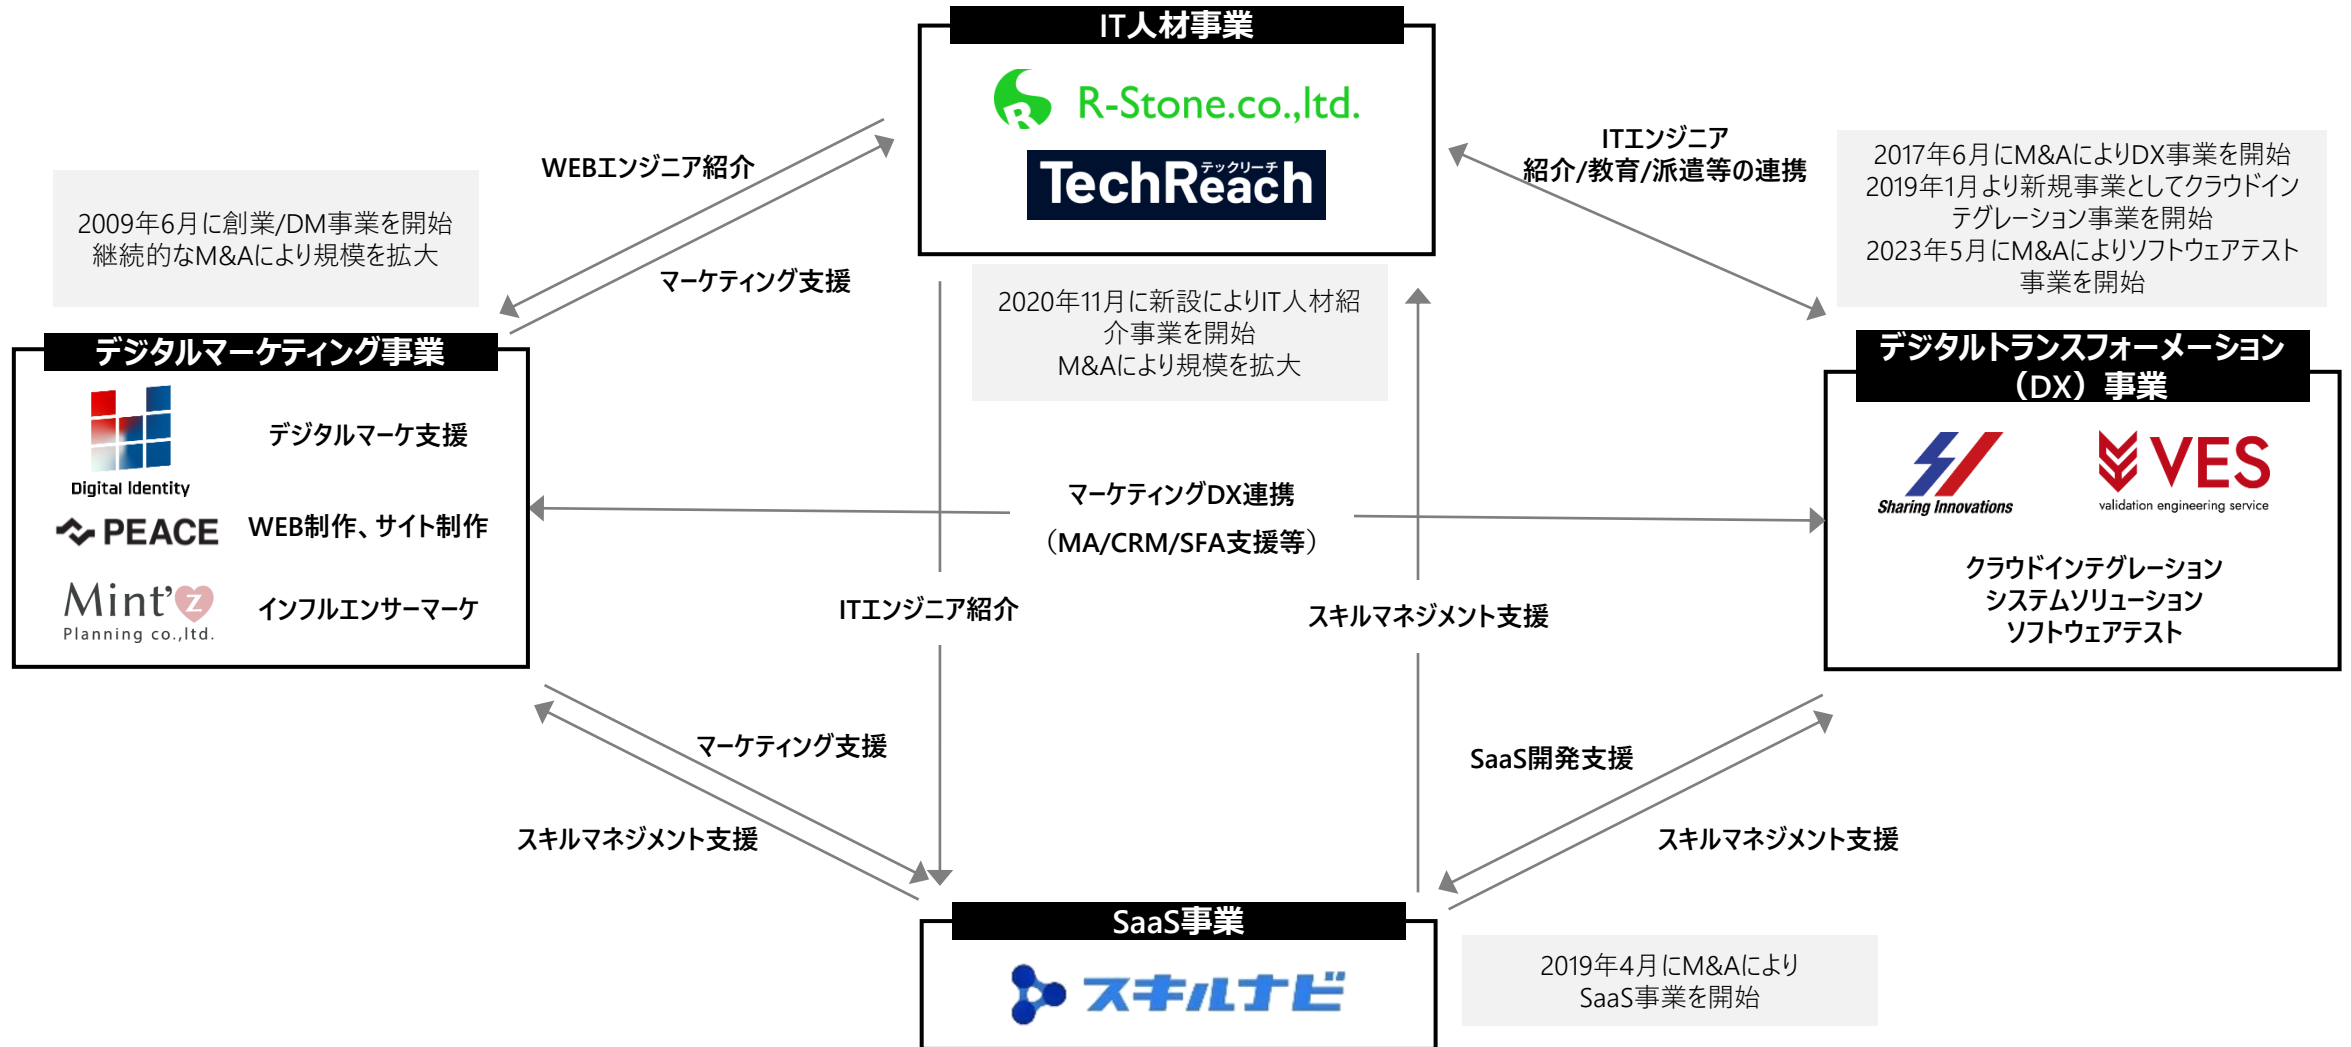 IT人材事業
R-Stone.co.,ltd.
テックリーチ
TechReach
WEBエンジニア紹介
マーケティング支援
ITエンジニア
紹介/教育/派遣等の連携
2009年6月に創業/DM事業を開始
継続的なM&Aにより規模を拡大
2020年11月に新設によりIT人材紹
介事業を開始
M&Aにより規模を拡大
2017年6月にM&AによりDX事業を開始
2019年1月より新規事業としてクラウドイン
テグレーション事業を開始
2023年5月にM&Aによりソフトウェアテスト
事業を開始
デジタルマーケティング事業
Digital Identity
デジタルマーケ支援
PEACE
WEB制作、サイト制作
Mint'z
Planning co.,ltd.
インフルエンサーマーケ
マーケティングDX連携
（MA/CRM/SFA支援等）
ITエンジニア紹介
スキルマネジメント支援
デジタルトランスフォーメーション
（DX）事業
Sharing Innovations
VES
validation engineering service
クラウドインテグレーション
システムソリューション
ソフトウェアテスト
マーケティング支援
スキルマネジメント支援
SaaS開発支援
スキルマネジメント支援
SaaS事業
スキルナビ
2019年4月にM&Aにより
SaaS事業を開始